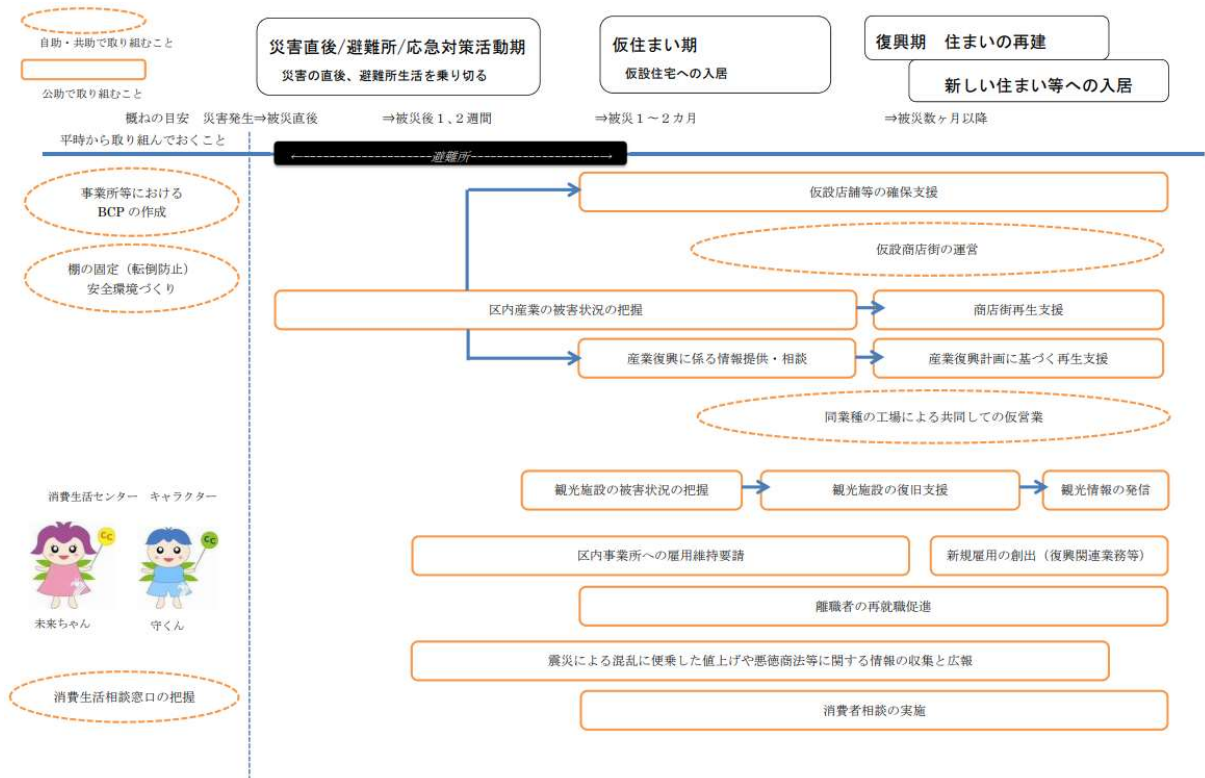 自助・共助で取り組むこと
公助で取り組むこと
災害直後/避難所/応急対策活動期
災害の直後、避難所生活を乗り切る
仮住まい期
仮設住宅への入居
復興期　住まいの再建
新しい住まい等への入居
概ねの目安　災害発生⇒被災直後
⇒被災後1、2週間
⇒被災1～2カ月
⇒被災数ヶ月以降
平時から取り組んでおくこと
←---------------------避難所---------------------→
事業所等における
BCPの作成
仮設店舗等の確保支援
仮設商店街の運営
棚の固定（転倒防止）
安全環境づくり
区内産業の被害状況の把握
商店街再生支援
産業復興に係る情報提供・相談
産業復興計画に基づく再生支援
同業種の工場による共同しての仮営業
消費生活センター　キャラクター
観光施設の被害状況の把握
観光施設の復旧支援
観光情報の発信
CC
CC
区内事業所への雇用維持要請
新規雇用の創出（復興関連業務等）
離職者の再就職促進
未来ちゃん
守くん
震災による混乱に便乗した値上げや悪徳商法等に関する情報の収集と広報
消費生活相談窓口の把握
消費者相談の実施